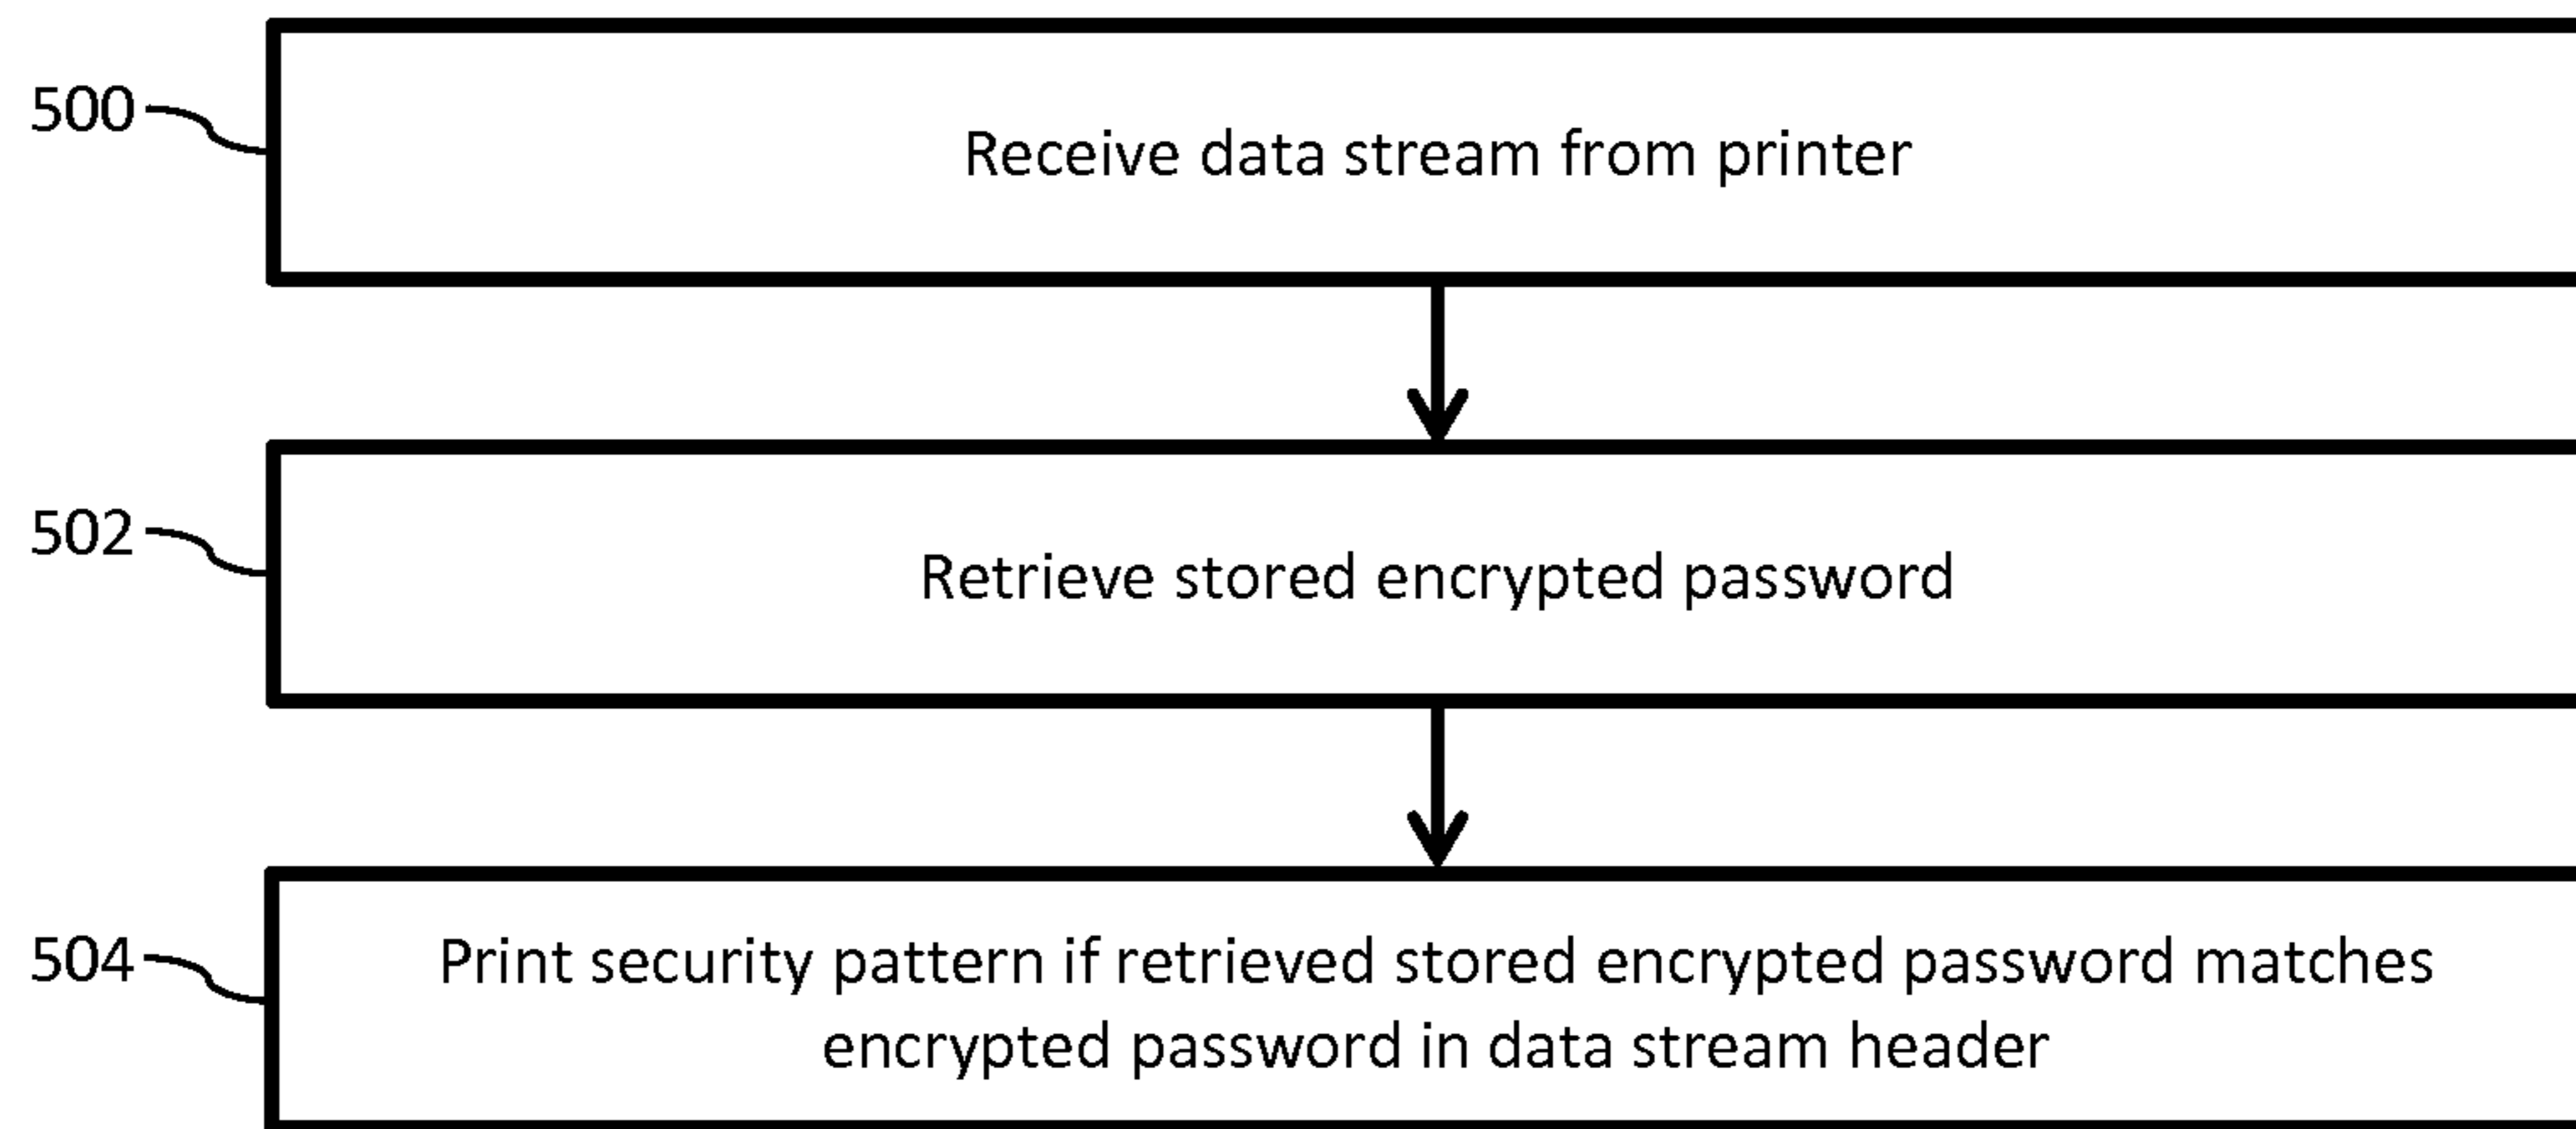 500
Receive data stream from printer
502
Retrieve stored encrypted password
504
Print security pattern if retrieved stored encrypted password matches
encrypted password in data stream header